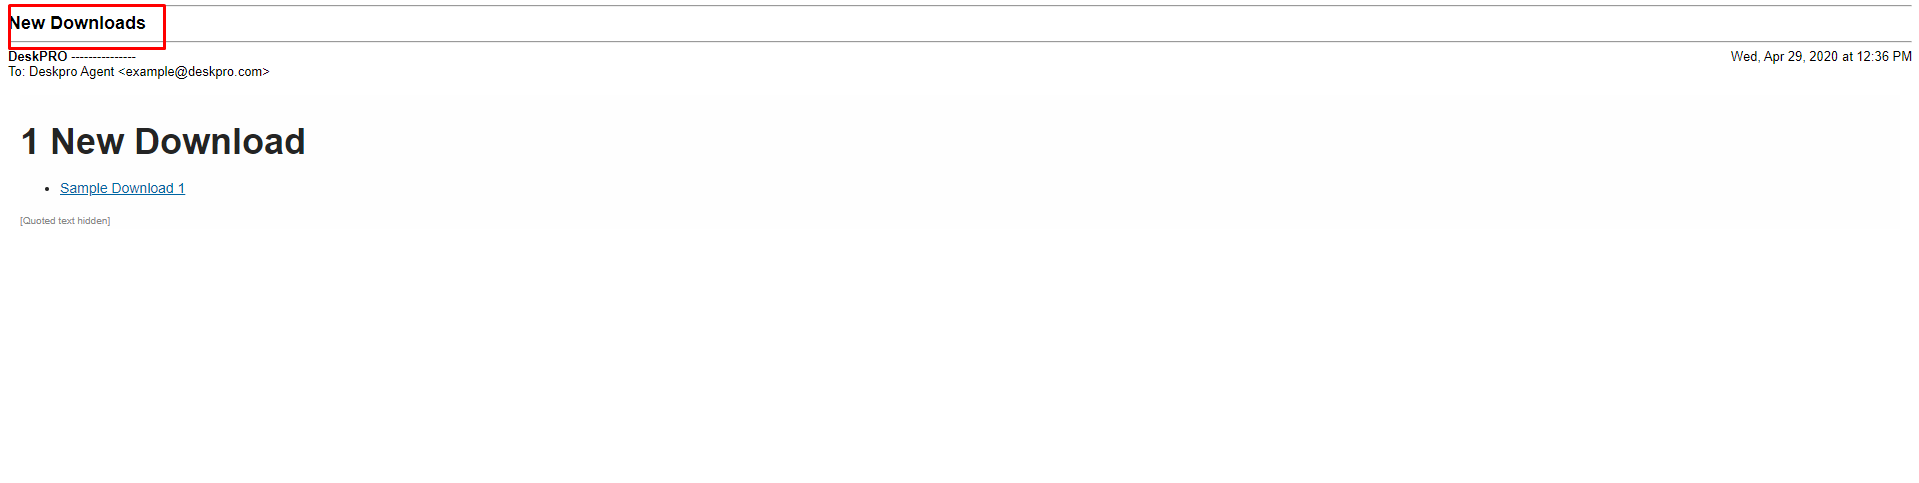 New Downloads
DeskPRO ---------------
Wed, Apr 29, 2020 at 12:36 PM
To: Deskpro Agent <example@deskpro.com>
1 New Download
• Sample Download 1
[Quoted text hidden]